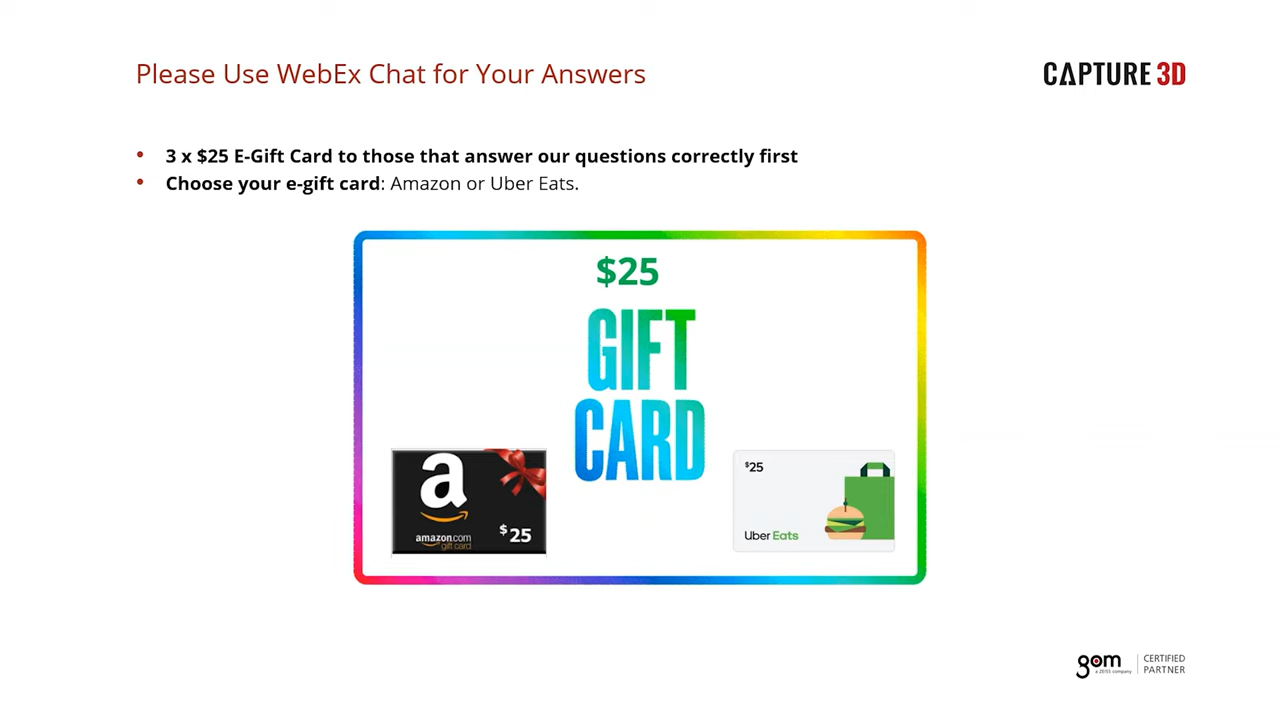 Please Use WebEx Chat for Your Answers
CAPTURE 3D
• 3 x $25 E-Gift Card to those that answer our questions correctly first
• Choose your e-gift card: Amazon or Uber Eats.
$25
GIFT
CARD
a
$25
amazon.com
gift card
$25
Uber Eats
gom
a ZEISS company
CERTIFIED
PARTNER